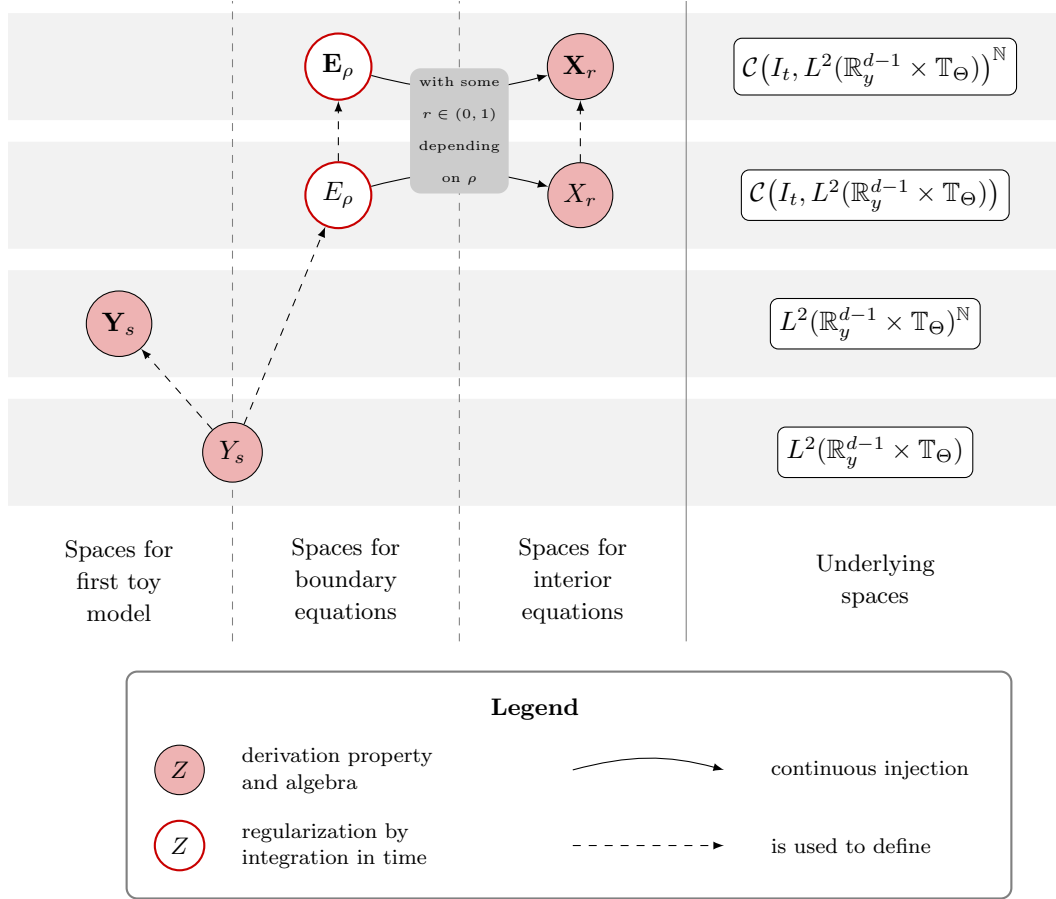 𝐄_ρ
𝐗_r
𝒞(I_t, L²(ℝ_y^{d−1} × 𝕋_Θ))^ℕ
with some
r ∈ (0, 1)
depending
on ρ
E_ρ
X_r
𝒞(I_t, L²(ℝ_y^{d−1} × 𝕋_Θ))
𝐘_s
L²(ℝ_y^{d−1} × 𝕋_Θ)^ℕ
Y_s
L²(ℝ_y^{d−1} × 𝕋_Θ)
Spaces for
first toy
model
Spaces for
boundary
equations
Spaces for
interior
equations
Underlying
spaces
Legend
Z
derivation property
and algebra
continuous injection
Z
regularization by
integration in time
is used to define